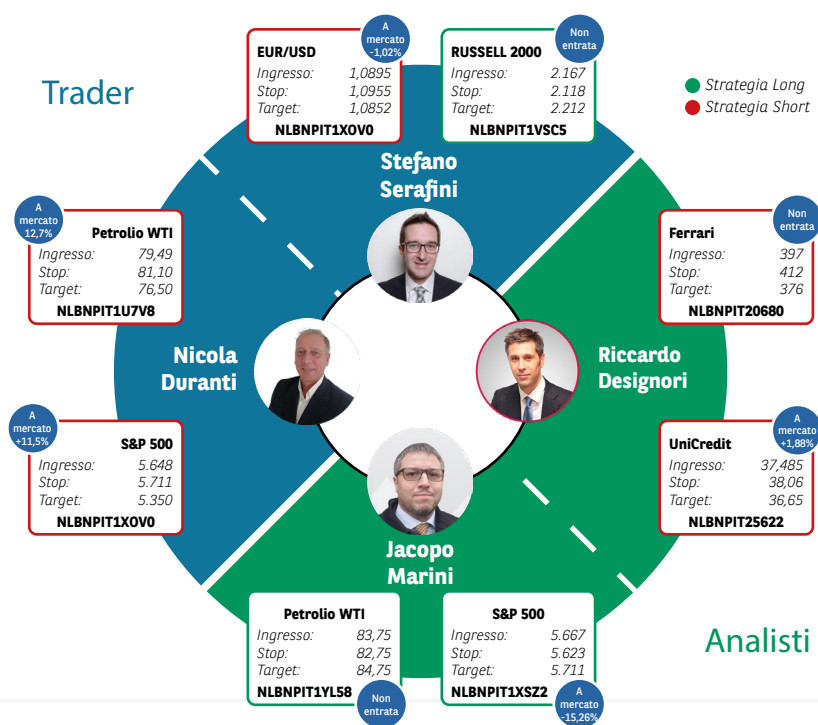 Trader
A
mercato
-1,02%
EUR/USD
Ingresso: 1,0895
Stop: 1,0955
Target: 1,0852
NLBNPIT1XOV0
Non
entrata
RUSSELL 2000
Ingresso: 2.167
Stop: 2.118
Target: 2.212
NLBNPIT1VSC5
Strategia Long
Strategia Short
Stefano
Serafini
A
mercato
12,7%
Petrolio WTI
Ingresso: 79,49
Stop: 81,10
Target: 76,50
NLBNPIT1U7V8
Non
entrata
Ferrari
Ingresso: 397
Stop: 412
Target: 376
NLBNPIT20680
Nicola
Duranti
Riccardo
Designori
A
mercato
+11,5%
S&P 500
Ingresso: 5.648
Stop: 5.711
Target: 5.350
NLBNPIT1XOV0
A
mercato
+1,88%
UniCredit
Ingresso: 37,485
Stop: 38,06
Target: 36,65
NLBNPIT25622
Jacopo
Marini
Petrolio WTI
Ingresso: 83,75
Stop: 82,75
Target: 84,75
NLBNPIT1YL58
Non
entrata
S&P 500
Ingresso: 5.667
Stop: 5.623
Target: 5.711
NLBNPIT1XSZ2
A
mercato
-15,26%
Analisti